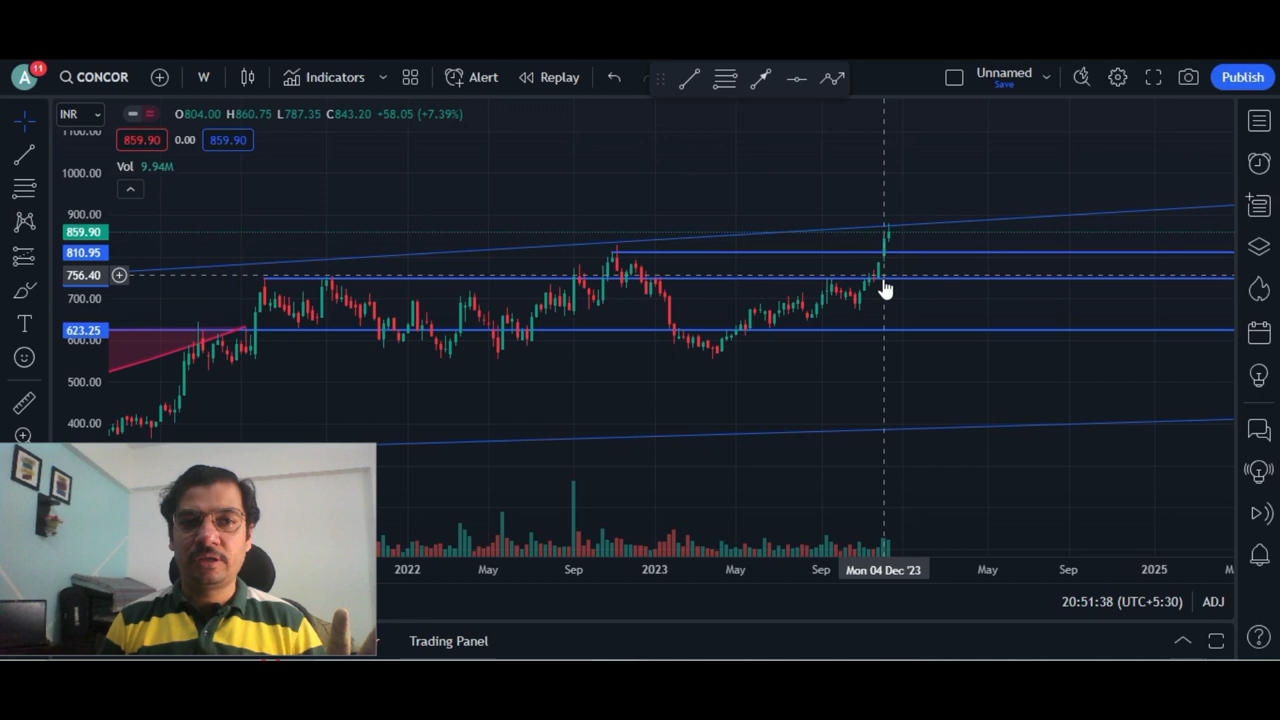 A 11 CONCOR W Indicators Alert Replay Unnamed Save Publish
INR O804.00 H860.75 L787.35 C843.20 +58.05 (+7.39%)
859.90 0.00 859.90
Vol 9.94M
1100.00
1000.00
900.00
859.90
810.95
756.40
700.00
623.25
600.00
500.00
400.00
2022 May Sep 2023 May Sep Mon 04 Dec '23 May Sep 2025 M
20:51:38 (UTC+5:30) ADJ
Trading Panel